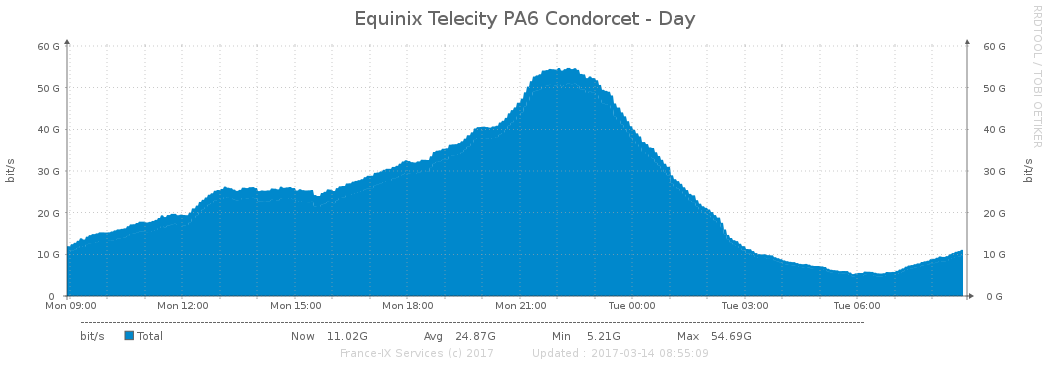 Equinix Telecity PA6 Condorcet - Day
RRDTOOL / TOBI OETIKER
bit/s
60 G
50 G
40 G
30 G
20 G
10 G
0
60 G
50 G
40 G
30 G
20 G
10 G
0 G
bit/s
Mon 09:00 Mon 12:00 Mon 15:00 Mon 18:00 Mon 21:00 Tue 00:00 Tue 03:00 Tue 06:00
bit/s Total Now 11.02G Avg 24.87G Min 5.21G Max 54.69G
France-IX Services (c) 2017 Updated : 2017-03-14 08:55:09